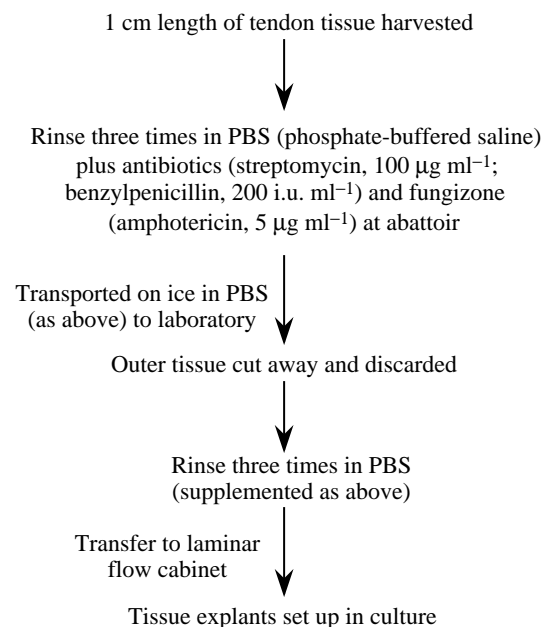 1 cm length of tendon tissue harvested
Rinse three times in PBS (phosphate-buffered saline)
plus antibiotics (streptomycin, 100 μg ml⁻¹;
benzylpenicillin, 200 i.u. ml⁻¹) and fungizone
(amphotericin, 5 μg ml⁻¹) at abattoir
Transported on ice in PBS
(as above) to laboratory
Outer tissue cut away and discarded
Rinse three times in PBS
(supplemented as above)
Transfer to laminar
flow cabinet
Tissue explants set up in culture